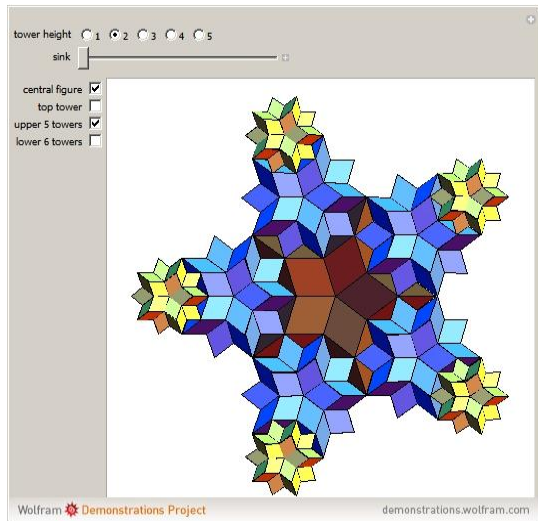 tower height 1 2 3 4 5
sink
central figure
top tower
upper 5 towers
lower 6 towers
Wolfram Demonstrations Project demonstrations.wolfram.com